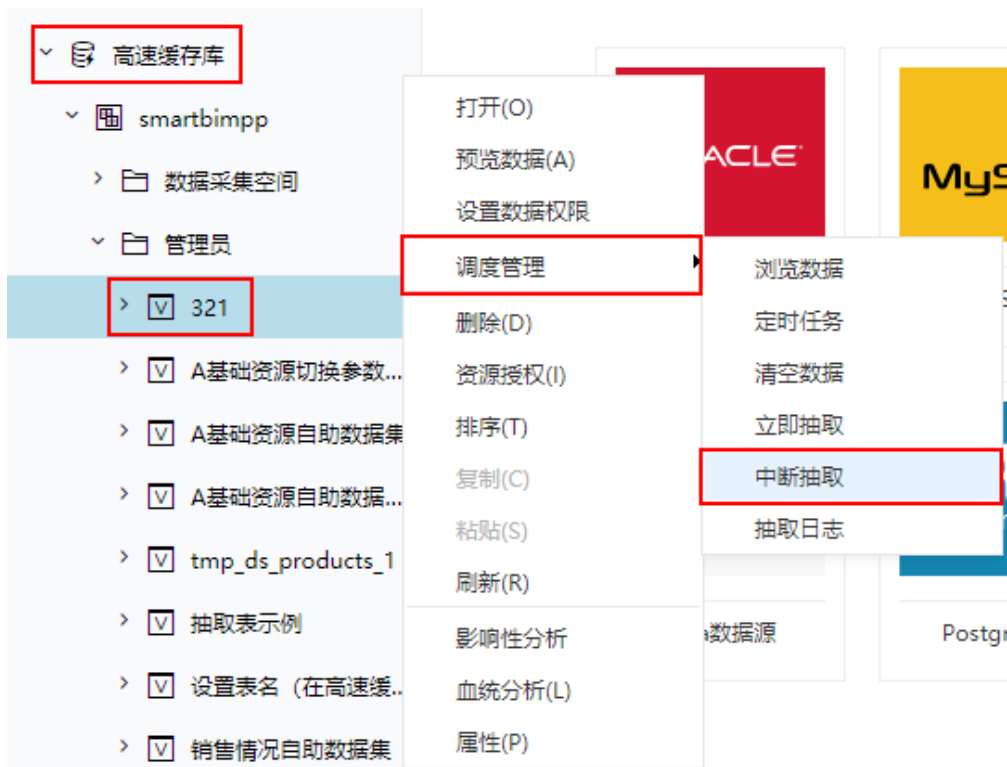 高速缓存库
smartbimpp
数据采集空间
管理员
321
A基础资源切换参数...
A基础资源自助数据集
A基础资源自助数据...
tmp_ds_products_1
抽取表示例
设置表名（在高速缓...
销售情况自助数据集
打开(O)
预览数据(A)
设置数据权限
调度管理
删除(D)
资源授权(I)
排序(T)
复制(C)
粘贴(S)
刷新(R)
影响性分析
血统分析(L)
属性(P)
浏览数据
定时任务
清空数据
立即抽取
中断抽取
抽取日志
ACLE
MyS
数据源
Postgr